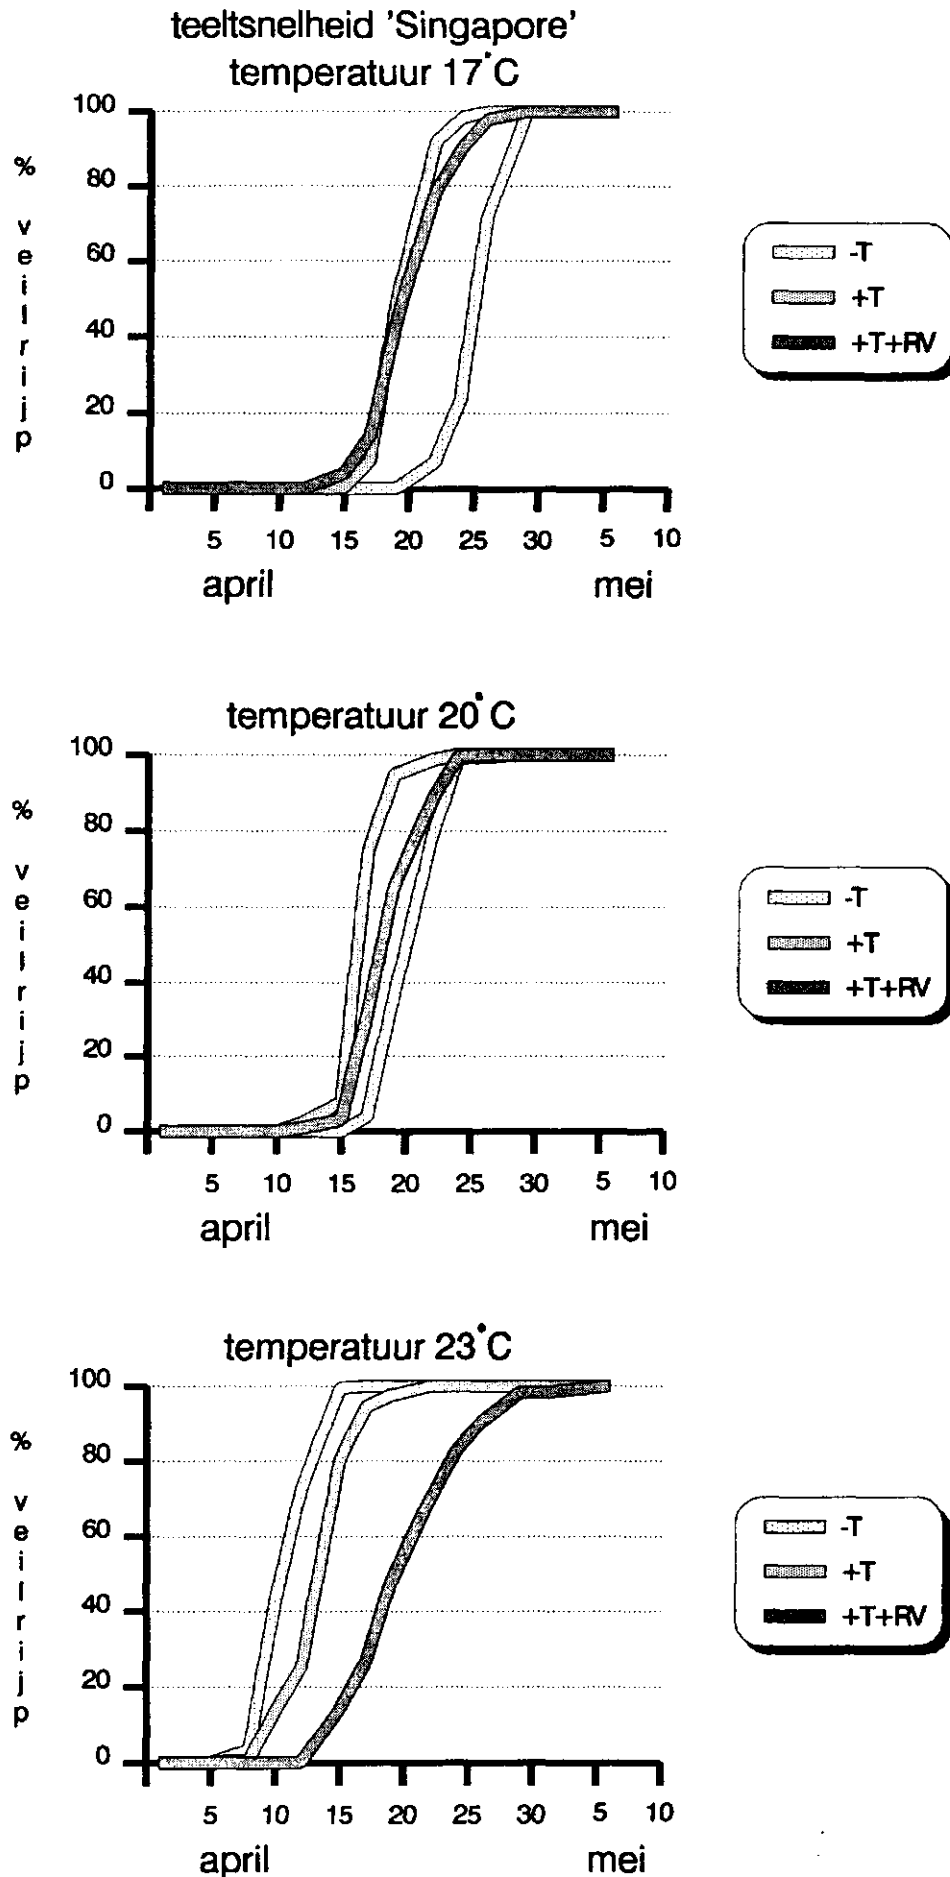 teeltsnelheid 'Singapore'
temperatuur 17°C
% veilrijp
100
80
60
40
20
0
5 10 15 20 25 30 5 10
april mei
-T
+T
+T+RV
temperatuur 20°C
% veilrijp
100
80
60
40
20
0
5 10 15 20 25 30 5 10
april mei
-T
+T
+T+RV
temperatuur 23°C
% veilrijp
100
80
60
40
20
0
5 10 15 20 25 30 5 10
april mei
-T
+T
+T+RV